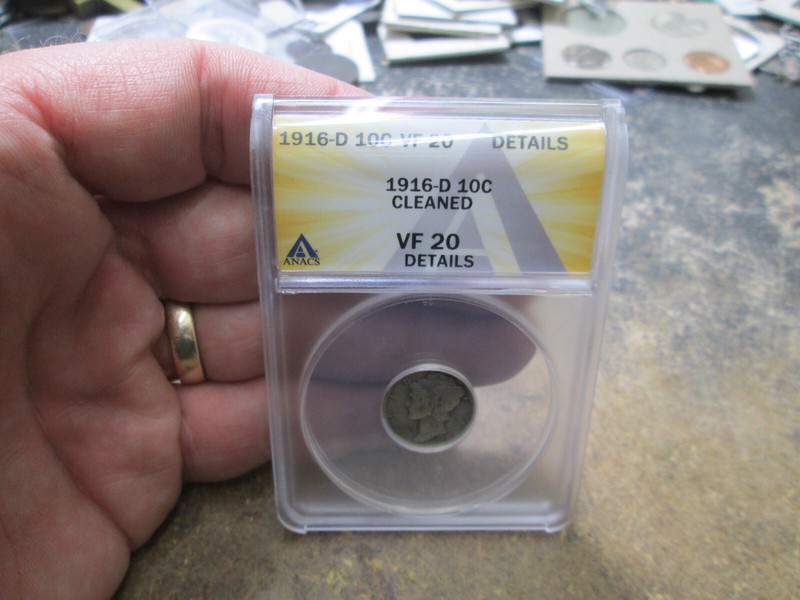 1916-D 10C VF 20 DETAILS
1916-D 10C
CLEANED
VF 20
DETAILS
ANACS